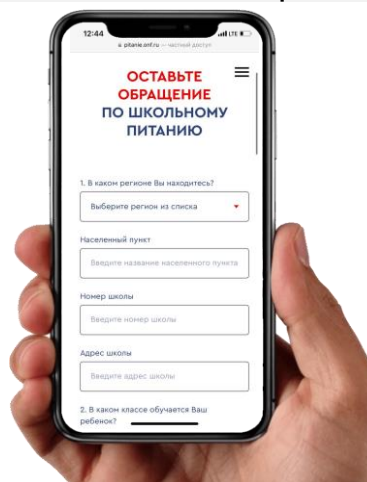 12:44
LTE
pitanie.onf.ru — частный доступ
ОСТАВЬТЕ
ОБРАЩЕНИЕ
ПО ШКОЛЬНОМУ
ПИТАНИЮ
1. В каком регионе Вы находитесь?
Выберите регион из списка
Населенный пункт
Введите название населенного пункта
Номер школы
Введите номер школы
Адрес школы
Введите адрес школы
2. В каком классе обучается Ваш
ребенок?